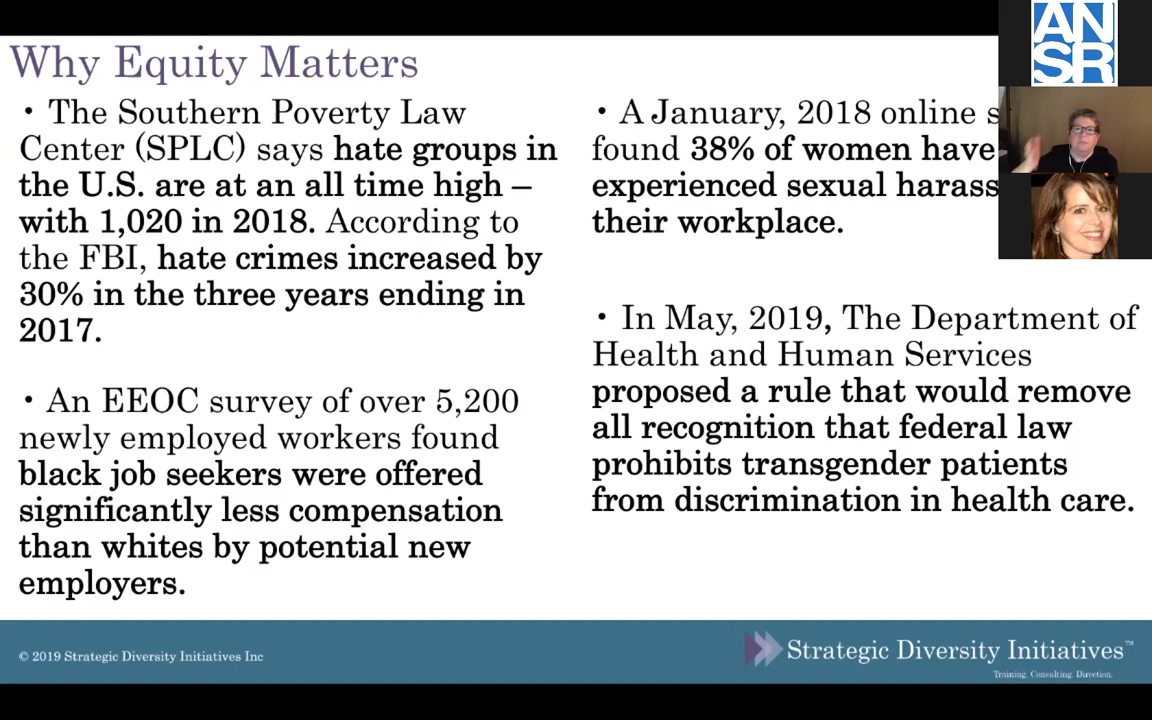 Why Equity Matters
• The Southern Poverty Law
Center (SPLC) says hate groups in
the U.S. are at an all time high –
with 1,020 in 2018. According to
the FBI, hate crimes increased by
30% in the three years ending in
2017.
• An EEOC survey of over 5,200
newly employed workers found
black job seekers were offered
significantly less compensation
than whites by potential new
employers.
• A January, 2018 online
found 38% of women have
experienced sexual
their workplace.
• In May, 2019, The Department of
Health and Human Services
proposed a rule that would remove
all recognition that federal law
prohibits transgender patients
from discrimination in health care.
AN
SR
© 2019 Strategic Diversity Initiatives Inc
Strategic Diversity Initiatives™
Training. Consulting. Direction.